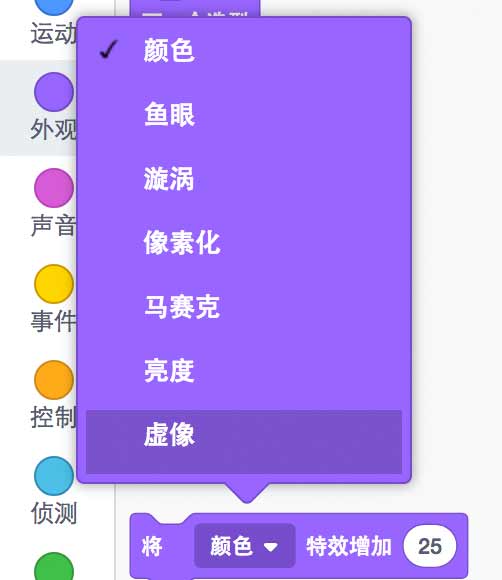 运动
外观
声音
事件
控制
侦测
✓ 颜色
鱼眼
漩涡
像素化
马赛克
亮度
虚像
将 颜色 特效增加 25